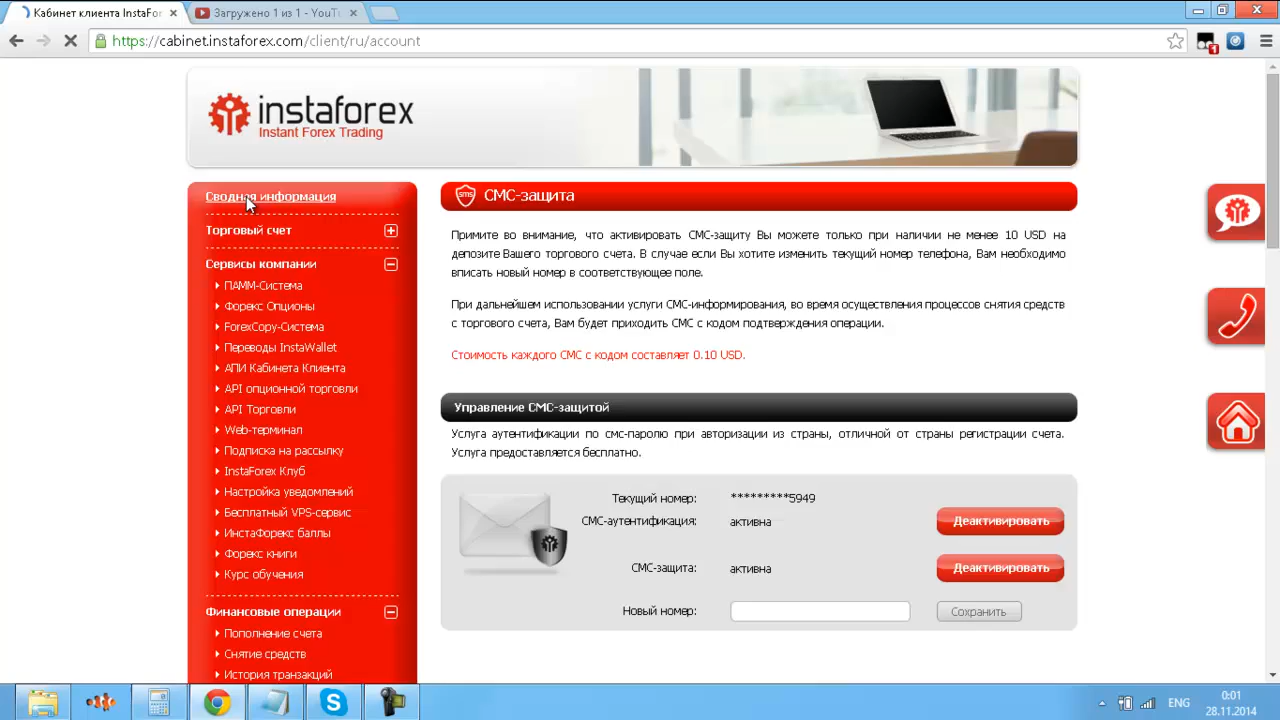 Кабинет клиента InstaFor
Загружено 1 из 1 - YouTu
https://cabinet.instaforex.com/client/ru/account
1
instaforex
Instant Forex Trading
Сводная информация
Торговый счет
Сервисы компании
ПАММ-Система
Форекс Опционы
ForexCopy-Система
Переводы InstaWallet
АПИ Кабинета Клиента
API опционной торговли
API Торговли
Web-терминал
Подписка на рассылку
InstaForex Клуб
Настройка уведомлений
Бесплатный VPS-сервис
ИнстаФорекс баллы
Форекс книги
Курс обучения
Финансовые операции
Пополнение счета
Снятие средств
История транзакций
sms
СМС-защита
Примите во внимание, что активировать СМС-защиту Вы можете только при наличии не менее 10 USD на
депозите Вашего торгового счета. В случае если Вы хотите изменить текущий номер телефона, Вам необходимо
вписать новый номер в соответствующее поле.
При дальнейшем использовании услуги СМС-информирования, во время осуществления процессов снятия средств
с торгового счета, Вам будет приходить СМС с кодом подтверждения операции.
Стоимость каждого СМС с кодом составляет 0.10 USD.
Управление СМС-защитой
Услуга аутентификации по смс-паролю при авторизации из страны, отличной от страны регистрации счета.
Услуга предоставляется бесплатно.
Текущий номер: *********5949
СМС-аутентификация: активна Деактивировать
СМС-защита: активна Деактивировать
Новый номер: Сохранить
ENG
0:01
28.11.2014